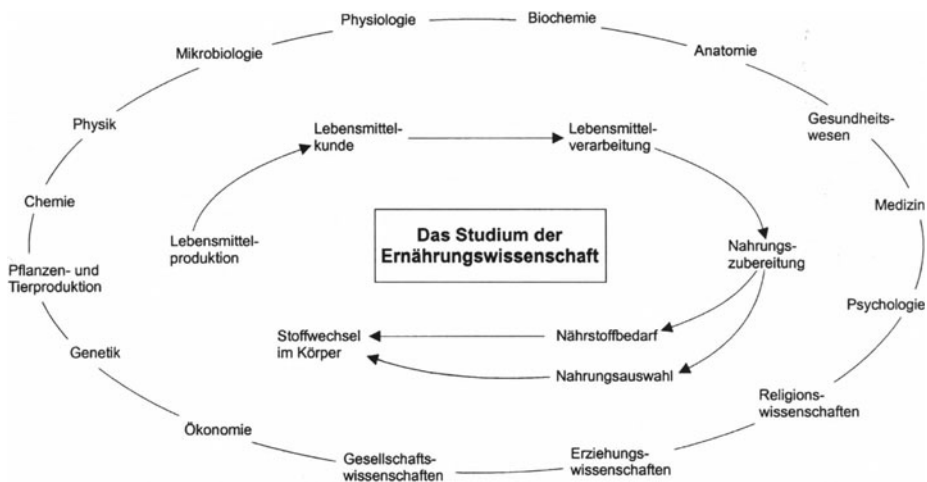 Physiologie
Biochemie
Mikrobiologie
Anatomie
Physik
Gesundheits-
wesen
Lebensmittel-
kunde
Lebensmittel-
verarbeitung
Chemie
Medizin
Lebensmittel-
produktion
Das Studium der
Ernährungswissenschaft
Nahrungs-
zubereitung
Pflanzen- und
Tierproduktion
Psychologie
Stoffwechsel
im Körper
Nährstoffbedarf
Genetik
Nahrungsauswahl
Religions-
wissenschaften
Ökonomie
Gesellschafts-
wissenschaften
Erziehungs-
wissenschaften